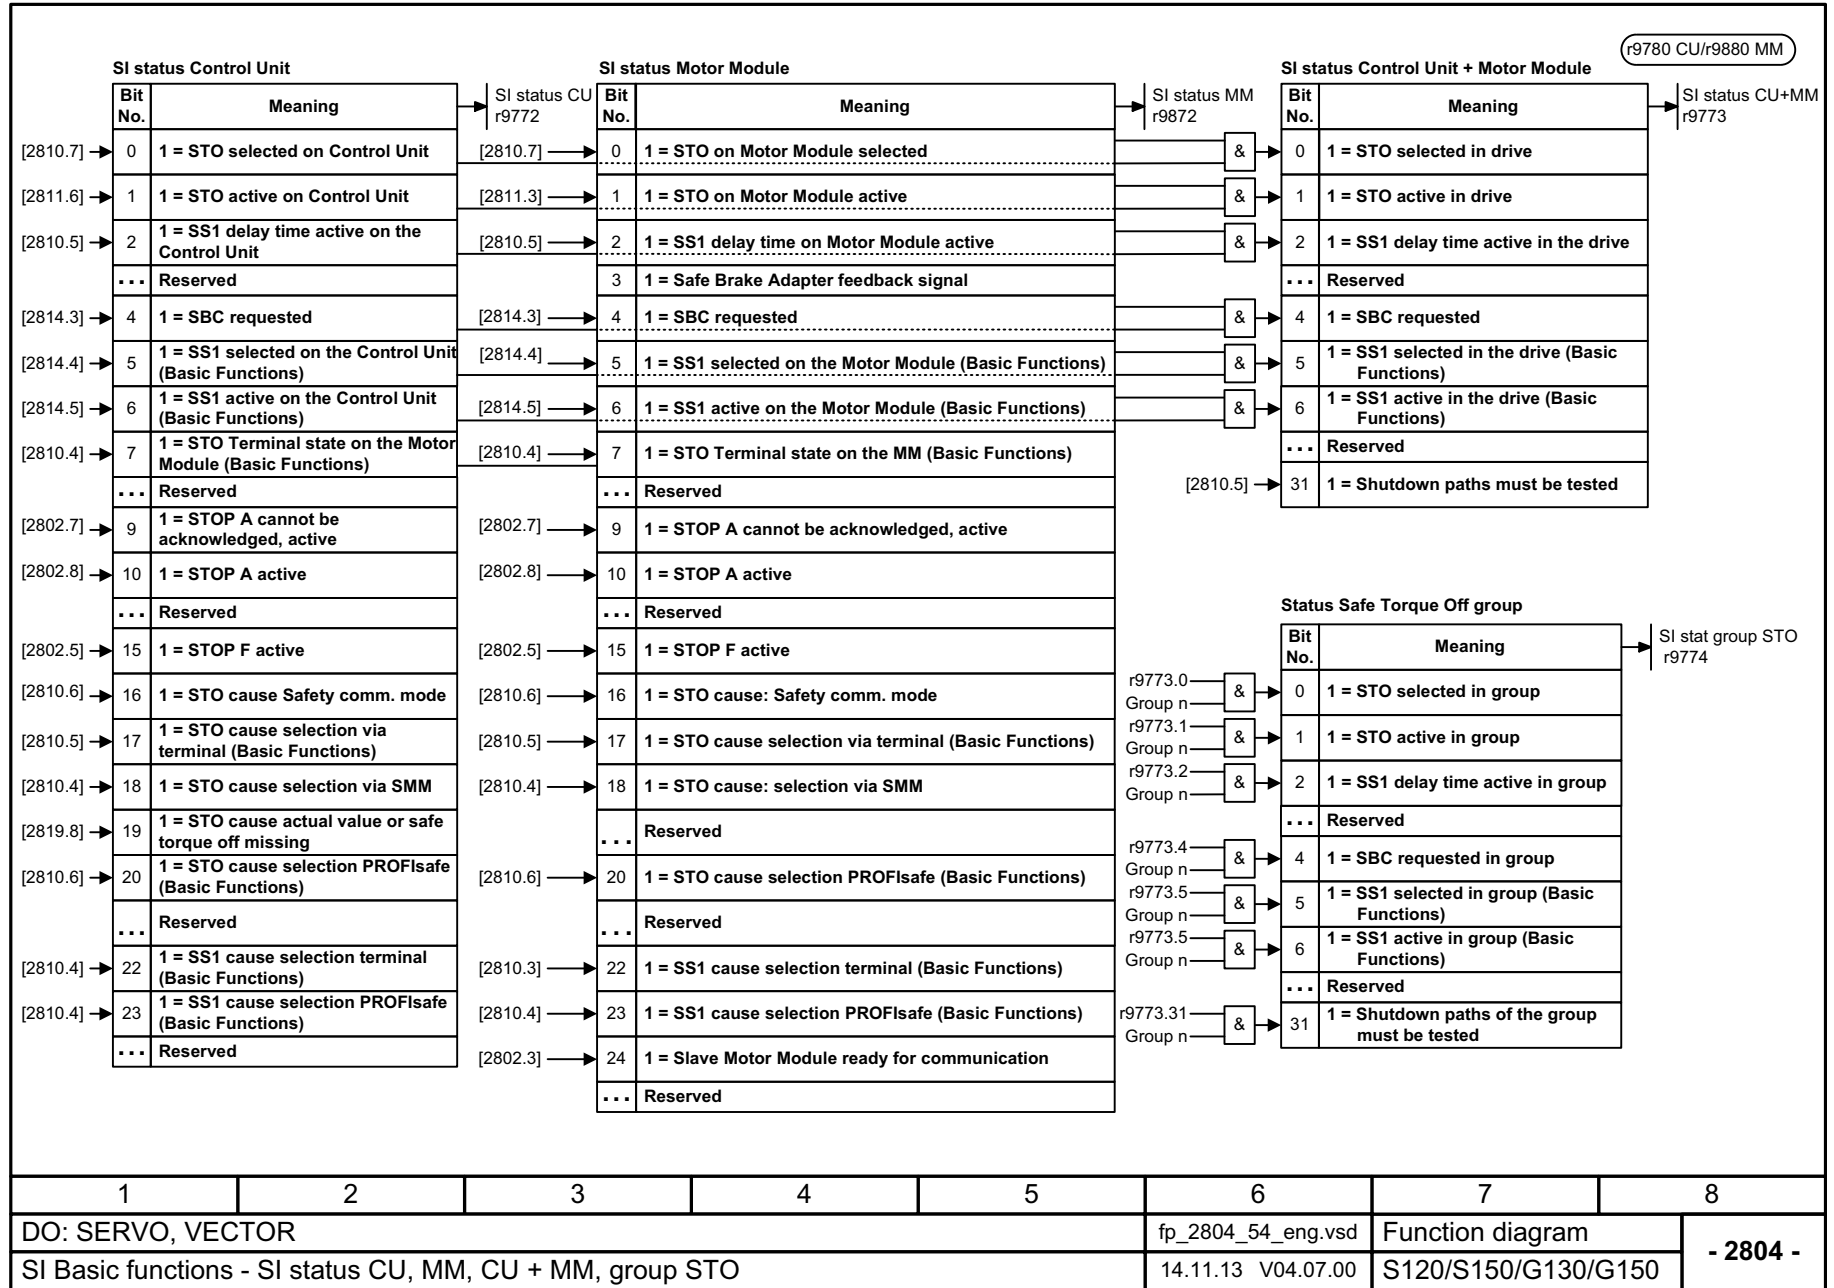 r9780 CU/r9880 MM
SI status Control Unit
Bit No. Meaning
SI status CU
r9772
[2810.7] 0 1 = STO selected on Control Unit
[2811.6] 1 1 = STO active on Control Unit
[2810.5] 2 1 = SS1 delay time active on the
Control Unit
... Reserved
[2814.3] 4 1 = SBC requested
[2814.4] 5 1 = SS1 selected on the Control Unit
(Basic Functions)
[2814.5] 6 1 = SS1 active on the Control Unit
(Basic Functions)
[2810.4] 7 1 = STO Terminal state on the Motor
Module (Basic Functions)
... Reserved
[2802.7] 9 1 = STOP A cannot be
acknowledged, active
[2802.8] 10 1 = STOP A active
... Reserved
[2802.5] 15 1 = STOP F active
[2810.6] 16 1 = STO cause Safety comm. mode
[2810.5] 17 1 = STO cause selection via
terminal (Basic Functions)
[2810.4] 18 1 = STO cause selection via SMM
[2819.8] 19 1 = STO cause actual value or safe
torque off missing
[2810.6] 20 1 = STO cause selection PROFIsafe
(Basic Functions)
... Reserved
[2810.4] 22 1 = SS1 cause selection terminal
(Basic Functions)
[2810.4] 23 1 = SS1 cause selection PROFIsafe
(Basic Functions)
... Reserved
SI status Motor Module
Bit No. Meaning
SI status MM
r9872
[2810.7] 0 1 = STO on Motor Module selected
[2811.3] 1 1 = STO on Motor Module active
[2810.5] 2 1 = SS1 delay time on Motor Module active
3 1 = Safe Brake Adapter feedback signal
[2814.3] 4 1 = SBC requested
[2814.4] 5 1 = SS1 selected on the Motor Module (Basic Functions)
[2814.5] 6 1 = SS1 active on the Motor Module (Basic Functions)
[2810.4] 7 1 = STO Terminal state on the MM (Basic Functions)
... Reserved
[2802.7] 9 1 = STOP A cannot be acknowledged, active
[2802.8] 10 1 = STOP A active
... Reserved
[2802.5] 15 1 = STOP F active
[2810.6] 16 1 = STO cause: Safety comm. mode
[2810.5] 17 1 = STO cause selection via terminal (Basic Functions)
[2810.4] 18 1 = STO cause: selection via SMM
... Reserved
[2810.6] 20 1 = STO cause selection PROFIsafe (Basic Functions)
... Reserved
[2810.3] 22 1 = SS1 cause selection terminal (Basic Functions)
[2810.4] 23 1 = SS1 cause selection PROFIsafe (Basic Functions)
[2802.3] 24 1 = Slave Motor Module ready for communication
... Reserved
SI status Control Unit + Motor Module
Bit No. Meaning
SI status CU+MM
r9773
& 0 1 = STO selected in drive
& 1 1 = STO active in drive
& 2 1 = SS1 delay time active in the drive
... Reserved
& 4 1 = SBC requested
& 5 1 = SS1 selected in the drive (Basic
Functions)
& 6 1 = SS1 active in the drive (Basic
Functions)
... Reserved
[2810.5] 31 1 = Shutdown paths must be tested
Status Safe Torque Off group
Bit No. Meaning
SI stat group STO
r9774
r9773.0
Group n & 0 1 = STO selected in group
r9773.1
Group n & 1 1 = STO active in group
r9773.2
Group n & 2 1 = SS1 delay time active in group
... Reserved
r9773.4
Group n & 4 1 = SBC requested in group
r9773.5
Group n & 5 1 = SS1 selected in group (Basic
Functions)
r9773.5
Group n & 6 1 = SS1 active in group (Basic
Functions)
... Reserved
r9773.31
Group n & 31 1 = Shutdown paths of the group
must be tested
1 2 3 4 5 6 7 8
DO: SERVO, VECTOR fp_2804_54_eng.vsd Function diagram
- 2804 -
SI Basic functions - SI status CU, MM, CU + MM, group STO 14.11.13 V04.07.00 S120/S150/G130/G150